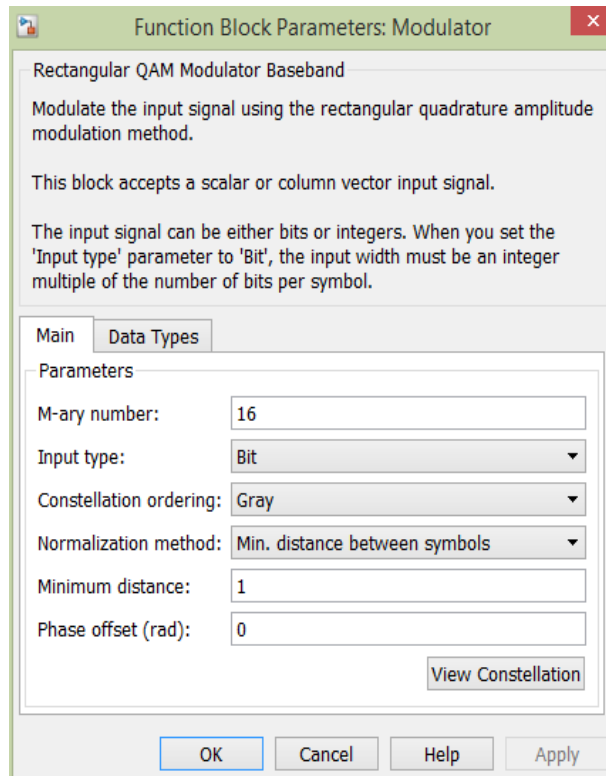 Function Block Parameters: Modulator
Rectangular QAM Modulator Baseband
Modulate the input signal using the rectangular quadrature amplitude
modulation method.
This block accepts a scalar or column vector input signal.
The input signal can be either bits or integers. When you set the
'Input type' parameter to 'Bit', the input width must be an integer
multiple of the number of bits per symbol.
Main Data Types
Parameters
M-ary number: 16
Input type: Bit
Constellation ordering: Gray
Normalization method: Min. distance between symbols
Minimum distance: 1
Phase offset (rad): 0
View Constellation
OK Cancel Help Apply